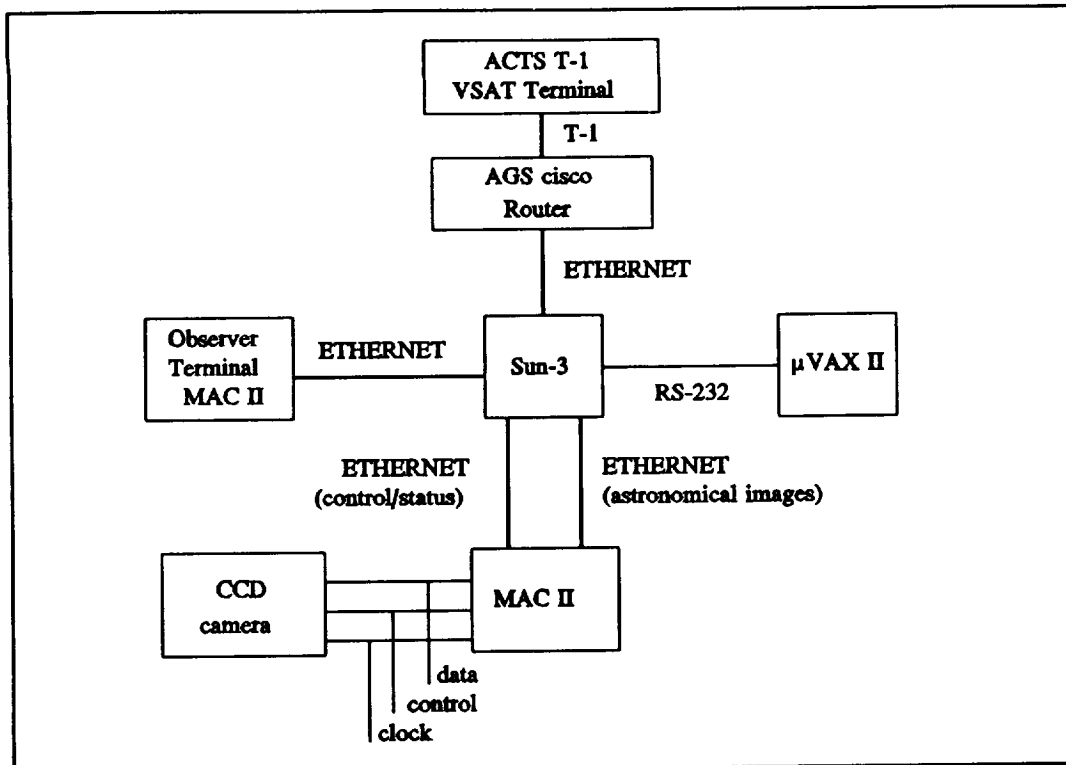 ACTS T-1
VSAT Terminal
T-1
AGS cisco
Router
ETHERNET
Observer
Terminal
MAC II
ETHERNET
Sun-3
RS-232
µVAX II
ETHERNET
(control/status)
ETHERNET
(astronomical images)
CCD
camera
MAC II
data
control
clock